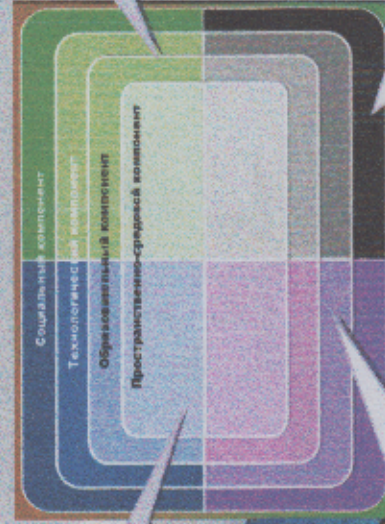 Социальный компонент
Технологический компонент
Образовательный компонент
Пространственно-средовой компонент